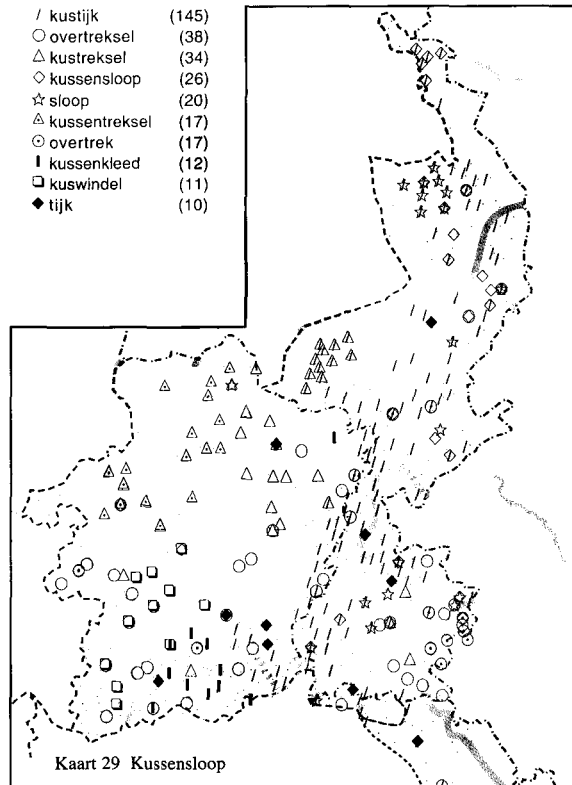 kustijk (145)
overtreksel (38)
kustreksel (34)
kussensloop (26)
sloop (20)
kussentreksel (17)
overtrek (17)
kussenkleed (12)
kuswindel (11)
tijk (10)
Kaart 29 Kussensloop